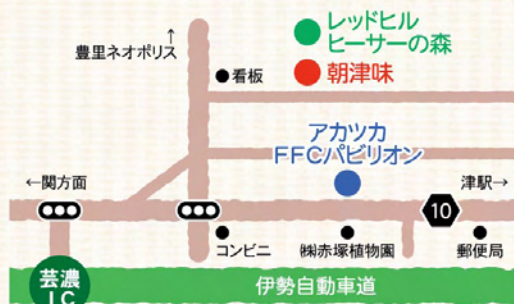 ↑
豊里ネオポリス
レッドヒル
ヒーサーの森
看板
朝津味
アカツカ
FFCパビリオン
←関方面
津駅→
10
コンビニ
㈱赤塚植物園
郵便局
芸濃
IC
伊勢自動車道